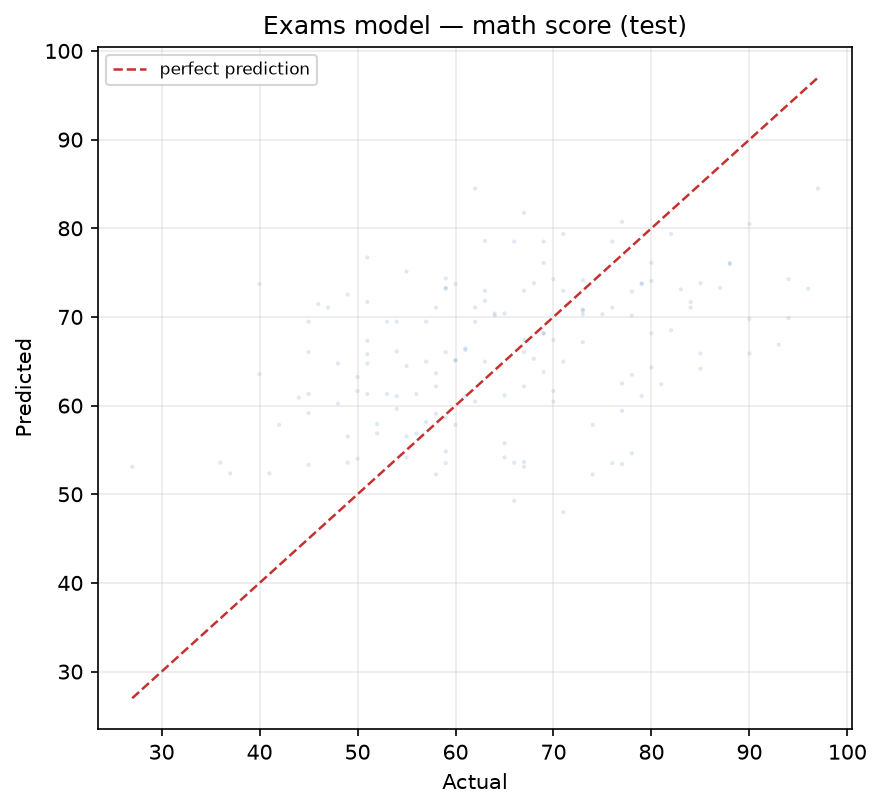 Exams model — math score (test)
perfect prediction
100
90
80
70
60
50
40
30
Predicted
30 40 50 60 70 80 90 100
Actual